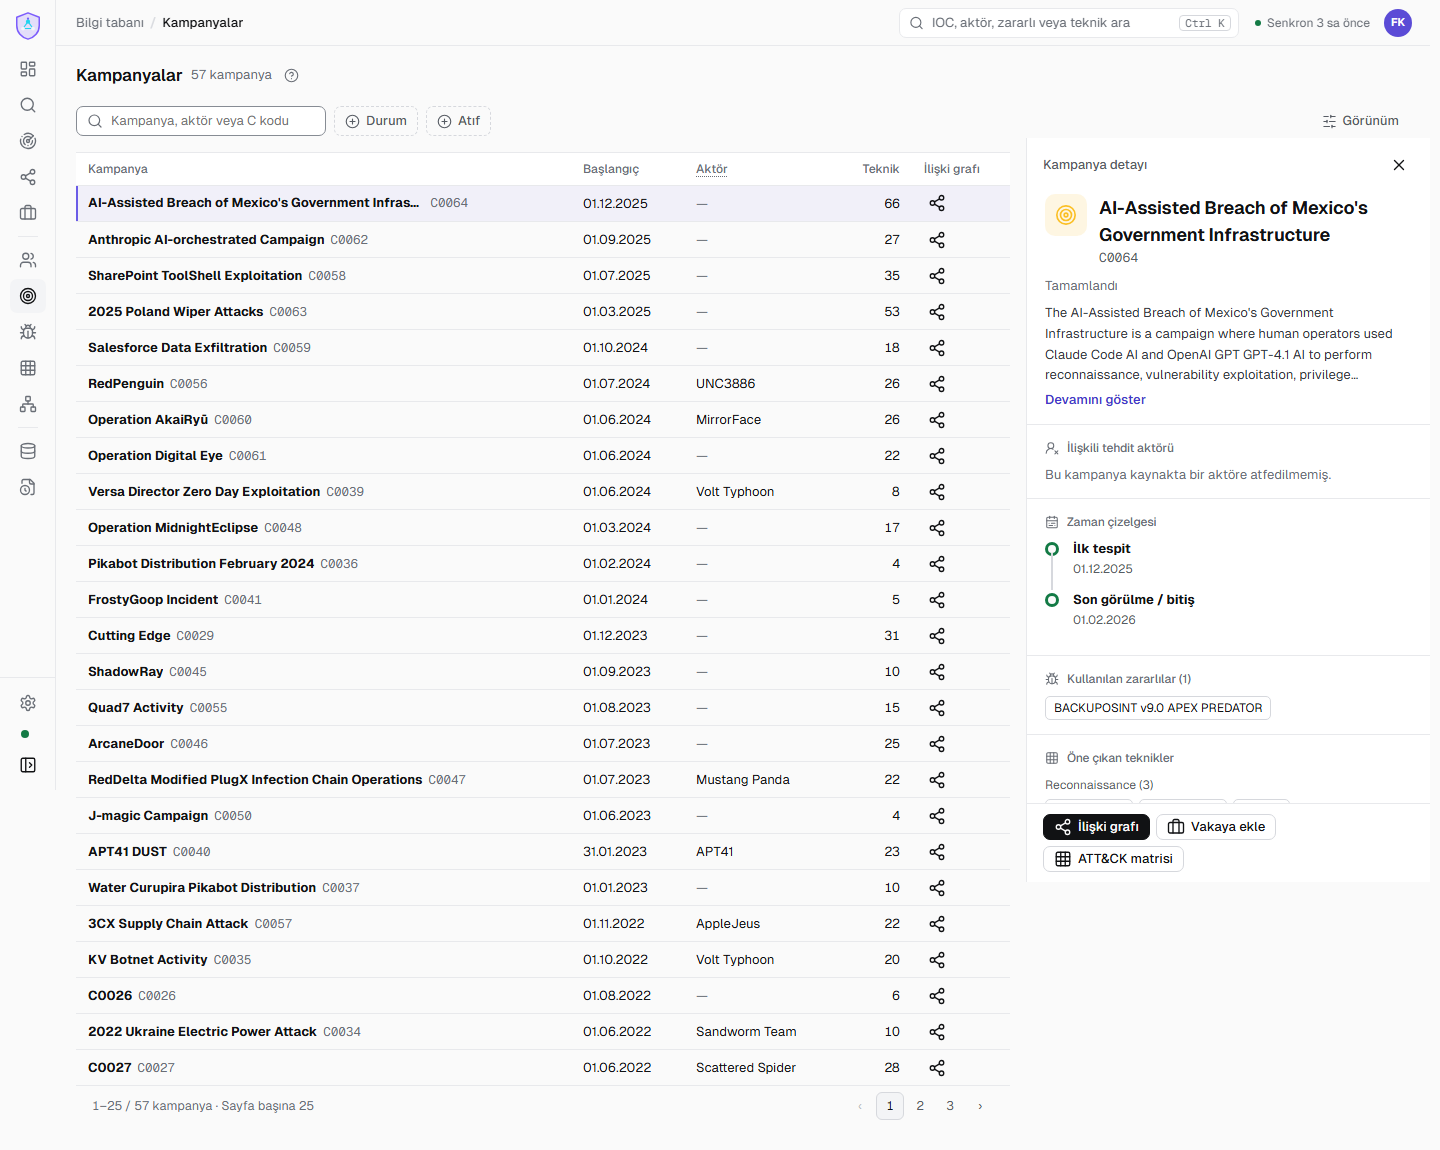 Bilgi tabanı / Kampanyalar
IOC, aktör, zararlı veya teknik ara Ctrl K
Senkron 3 sa önce
FK
Kampanyalar 57 kampanya
Kampanya, aktör veya C kodu
Durum
Atıf
Görünüm
Kampanya Başlangıç Aktör Teknik İlişki grafı
AI-Assisted Breach of Mexico's Government Infras... C0064 01.12.2025 — 66
Anthropic AI-orchestrated Campaign C0062 01.09.2025 — 27
SharePoint ToolShell Exploitation C0058 01.07.2025 — 35
2025 Poland Wiper Attacks C0063 01.03.2025 — 53
Salesforce Data Exfiltration C0059 01.10.2024 — 18
RedPenguin C0056 01.07.2024 UNC3886 26
Operation AkaiRyū C0060 01.06.2024 MirrorFace 26
Operation Digital Eye C0061 01.06.2024 — 22
Versa Director Zero Day Exploitation C0039 01.06.2024 Volt Typhoon 8
Operation MidnightEclipse C0048 01.03.2024 — 17
Pikabot Distribution February 2024 C0036 01.02.2024 — 4
FrostyGoop Incident C0041 01.01.2024 — 5
Cutting Edge C0029 01.12.2023 — 31
ShadowRay C0045 01.09.2023 — 10
Quad7 Activity C0055 01.08.2023 — 15
ArcaneDoor C0046 01.07.2023 — 25
RedDelta Modified PlugX Infection Chain Operations C0047 01.07.2023 Mustang Panda 22
J-magic Campaign C0050 01.06.2023 — 4
APT41 DUST C0040 31.01.2023 APT41 23
Water Curupira Pikabot Distribution C0037 01.01.2023 — 10
3CX Supply Chain Attack C0057 01.11.2022 AppleJeus 22
KV Botnet Activity C0035 01.10.2022 Volt Typhoon 20
C0026 C0026 01.08.2022 — 6
2022 Ukraine Electric Power Attack C0034 01.06.2022 Sandworm Team 10
C0027 C0027 01.06.2022 Scattered Spider 28
1–25 / 57 kampanya · Sayfa başına 25
‹ 1 2 3 ›
Kampanya detayı
AI-Assisted Breach of Mexico's
Government Infrastructure
C0064
Tamamlandı
The AI-Assisted Breach of Mexico's Government
Infrastructure is a campaign where human operators used
Claude Code AI and OpenAI GPT GPT-4.1 AI to perform
reconnaissance, vulnerability exploitation, privilege...
Devamını göster
İlişkili tehdit aktörü
Bu kampanya kaynakta bir aktöre atfedilmemiş.
Zaman çizelgesi
İlk tespit
01.12.2025
Son görülme / bitiş
01.02.2026
Kullanılan zararlılar (1)
BACKUPOSINT v9.0 APEX PREDATOR
Öne çıkan teknikler
Reconnaissance (3)
İlişki grafı
Vakaya ekle
ATT&CK matrisi